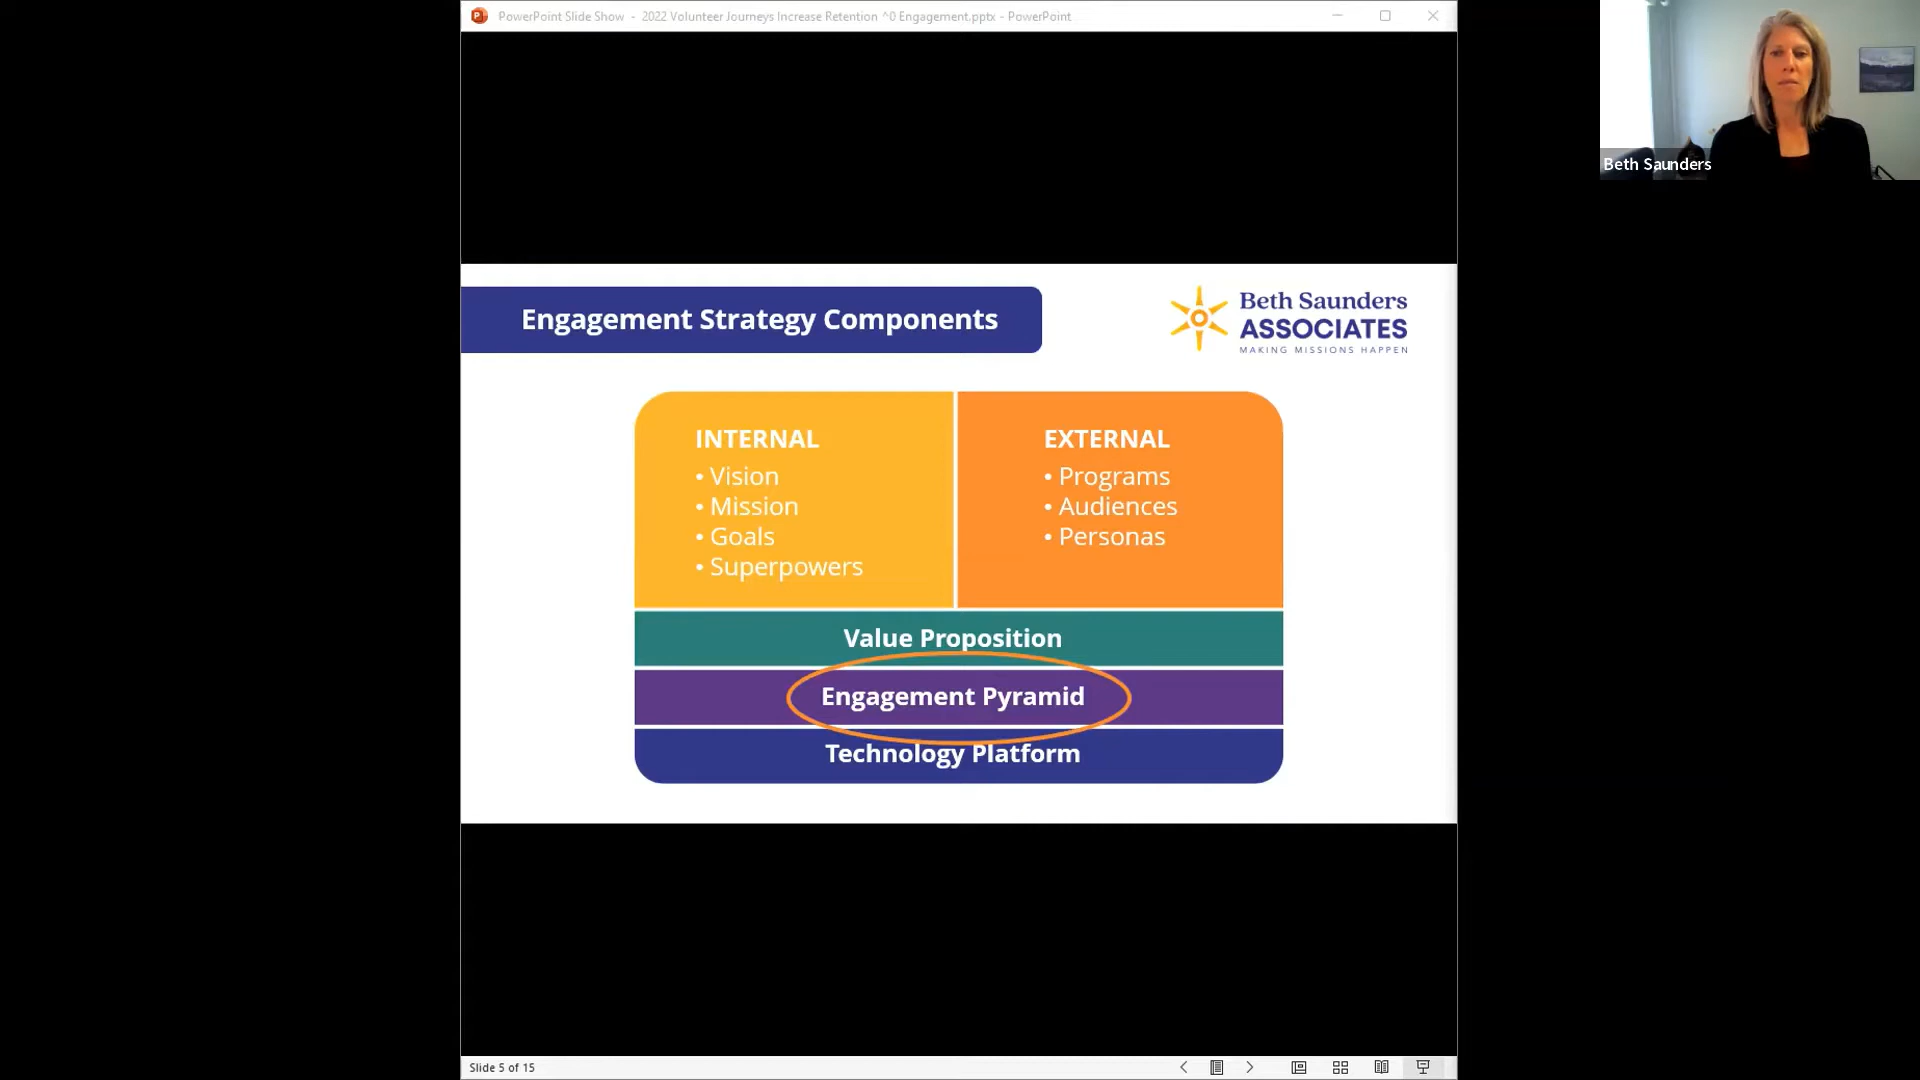 PowerPoint Slide Show - 2022 Volunteer Journeys Increase Retention ^0 Engagement.pptx - PowerPoint
Beth Saunders
Engagement Strategy Components
Beth Saunders
ASSOCIATES
MAKING MISSIONS HAPPEN
INTERNAL
• Vision
• Mission
• Goals
• Superpowers
EXTERNAL
• Programs
• Audiences
• Personas
Value Proposition
Engagement Pyramid
Technology Platform
Slide 5 of 15